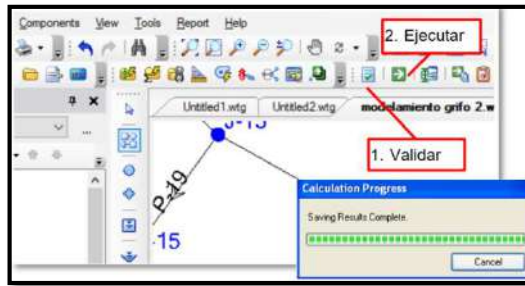 Components View Tools Report Help
2. Ejecutar
Untitled1.wtg Untitled2.wtg modelamiento grifo 2.w
J-15
1. Validar
P-19
Calculation Progress
Saving Results Complete.
15
Cancel